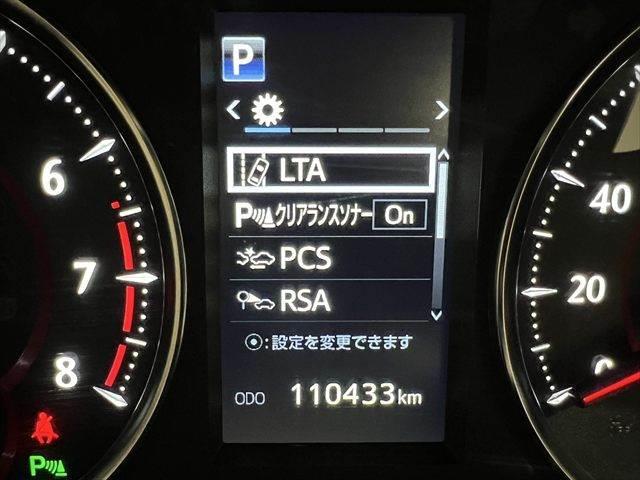 P
LTA
P クリアランスソナー On
PCS
RSA
:設定を変更できます
ODO 110433km
6
7
8
P
40
20
0